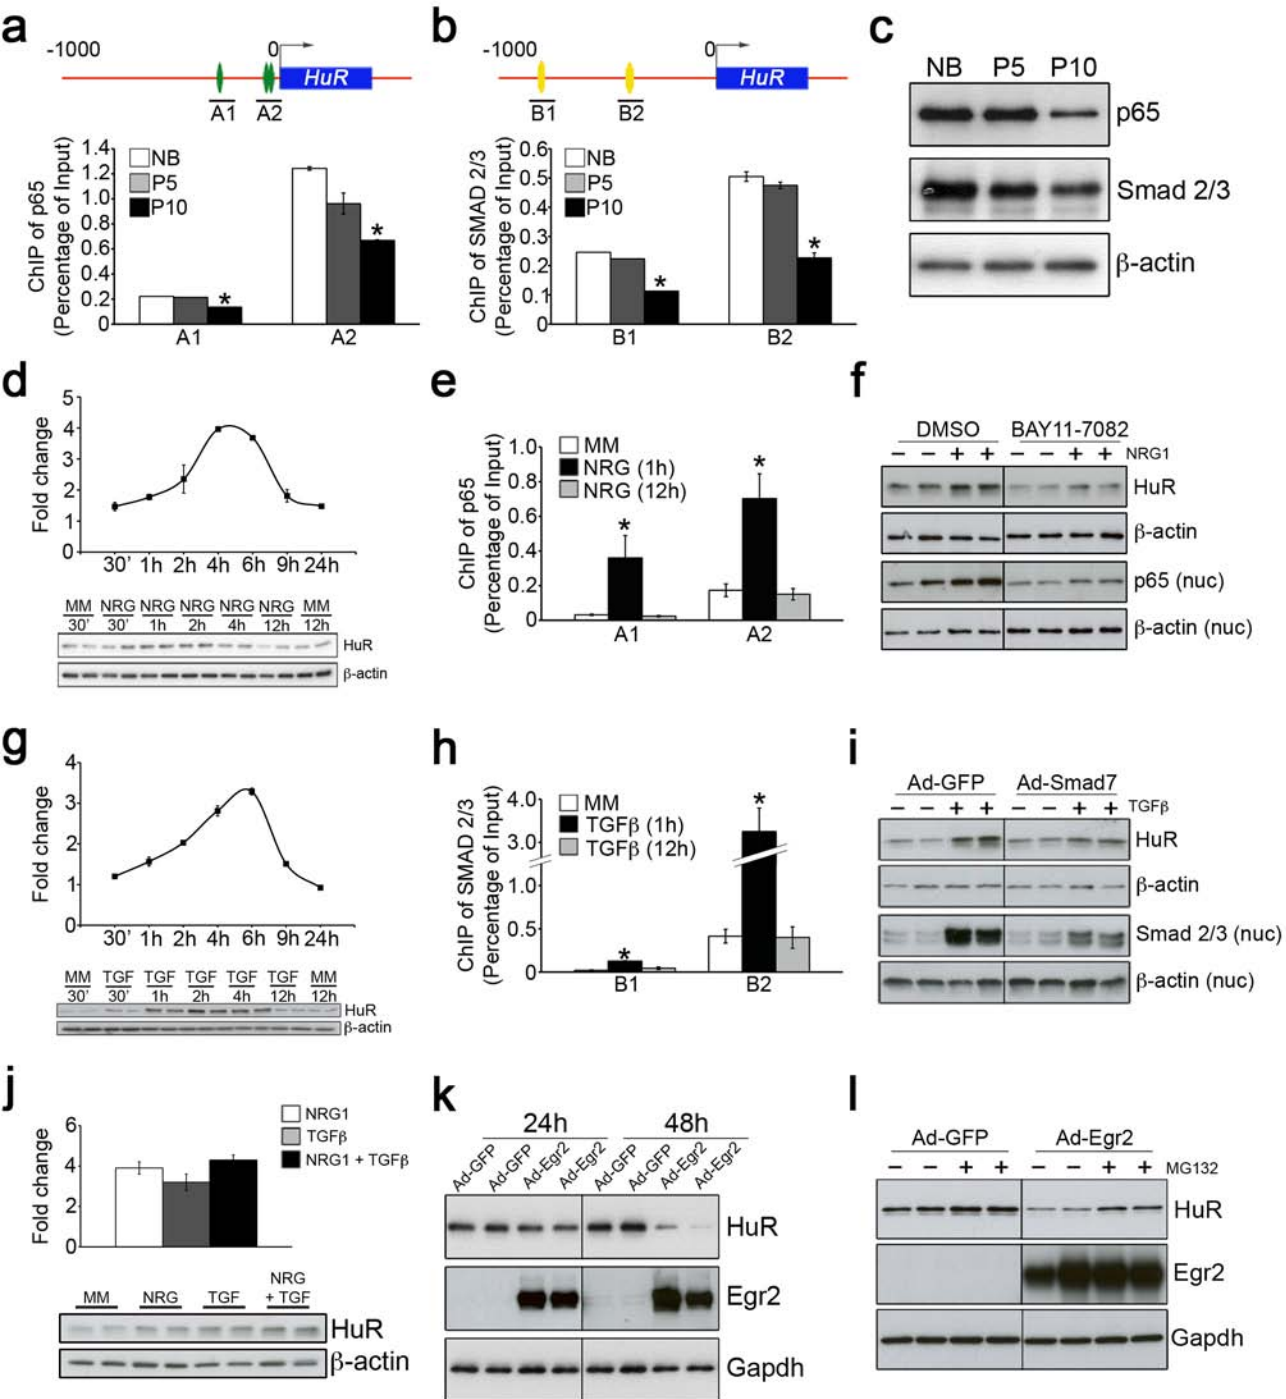 a
-1000
0
HuR
A1
A2
ChIP of p65
(Percentage of Input)
1.4
1.2
1.0
0.8
0.6
0.4
0.2
0
NB
P5
P10
*
*
A1
A2
b
-1000
0
HuR
B1
B2
ChIP of SMAD 2/3
(Percentage of Input)
0.6
0.5
0.4
0.3
0.2
0.1
0
NB
P5
P10
*
*
B1
B2
c
NB P5 P10
p65
Smad 2/3
β-actin
d
Fold change
5
4
3
2
1
0
30' 1h 2h 4h 6h 9h 24h
MM NRG NRG NRG NRG NRG MM
30' 30' 1h 2h 4h 12h 12h
HuR
β-actin
e
ChIP of p65
(Percentage of Input)
1.0
0.8
0.6
0.4
0.2
0
MM
NRG (1h)
NRG (12h)
*
*
A1
A2
f
DMSO BAY11-7082
– – + + – – + + NRG1
HuR
β-actin
p65 (nuc)
β-actin (nuc)
g
Fold change
4
3
2
1
0
30' 1h 2h 4h 6h 9h 24h
MM TGF TGF TGF TGF TGF MM
30' 30' 1h 2h 4h 12h 12h
HuR
β-actin
h
ChIP of SMAD 2/3
(Percentage of Input)
4.0
3.0
1.0
0.5
0
MM
TGFβ (1h)
TGFβ (12h)
*
*
B1
B2
i
Ad-GFP Ad-Smad7
– – + + – – + + TGFβ
HuR
β-actin
Smad 2/3 (nuc)
β-actin (nuc)
j
Fold change
6
4
2
0
NRG1
TGFβ
NRG1 + TGFβ
MM NRG TGF NRG + TGF
HuR
β-actin
k
24h 48h
Ad-GFP Ad-GFP Ad-Egr2 Ad-Egr2 Ad-GFP Ad-GFP Ad-Egr2 Ad-Egr2
HuR
Egr2
Gapdh
l
Ad-GFP Ad-Egr2
– – + + – – + + MG132
HuR
Egr2
Gapdh